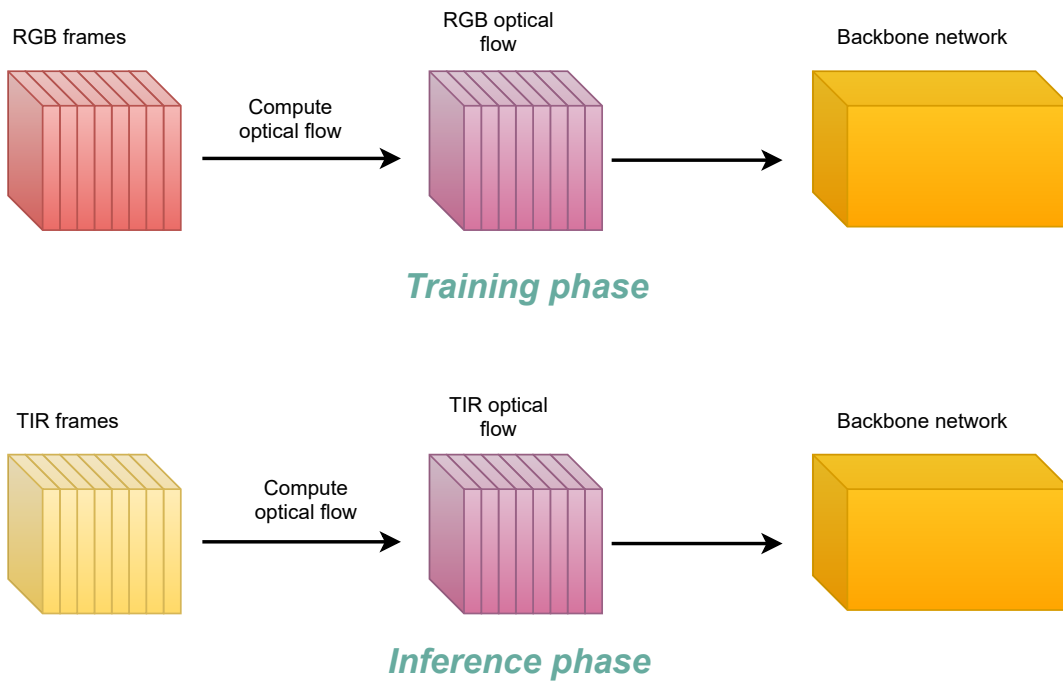 RGB frames
RGB optical
flow
Backbone network
Compute
optical flow
Training phase
TIR frames
TIR optical
flow
Backbone network
Compute
optical flow
Inference phase